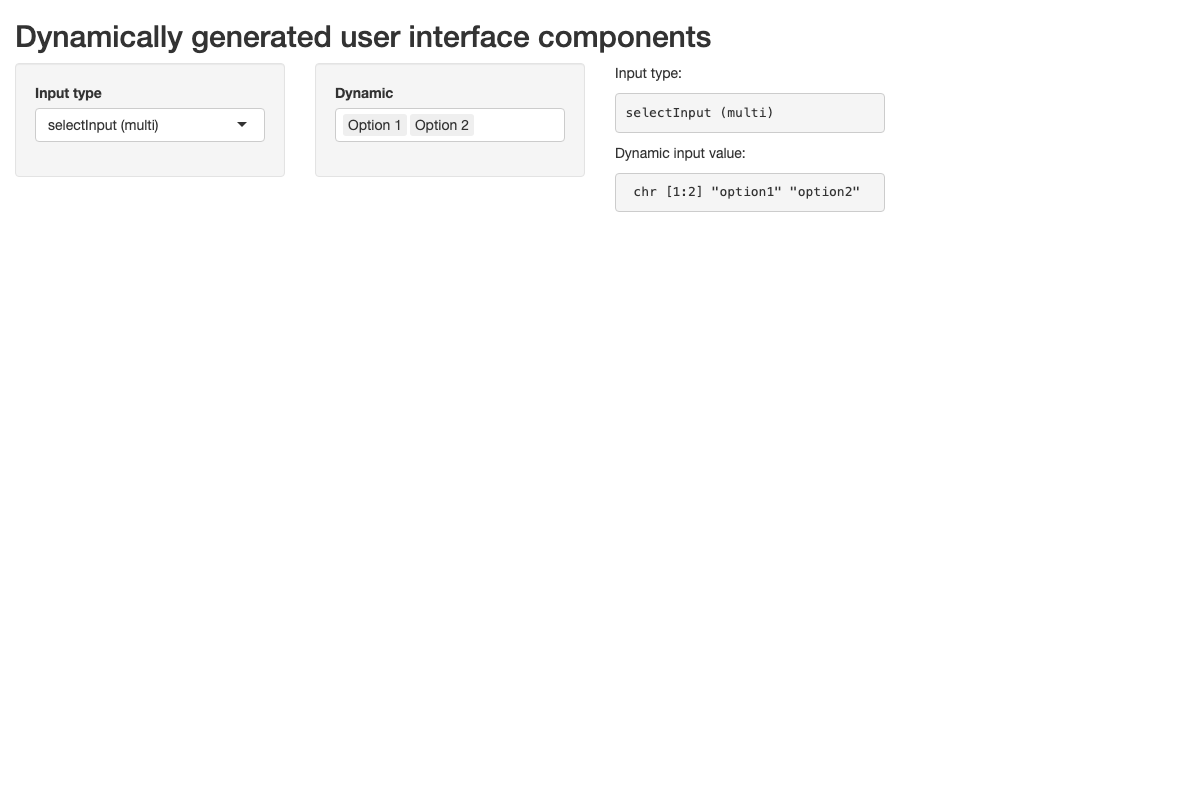 Dynamically generated user interface components
Input type
selectInput (multi)
Dynamic
Option 1 Option 2
Input type:
selectInput (multi)
Dynamic input value:
chr [1:2] "option1" "option2"